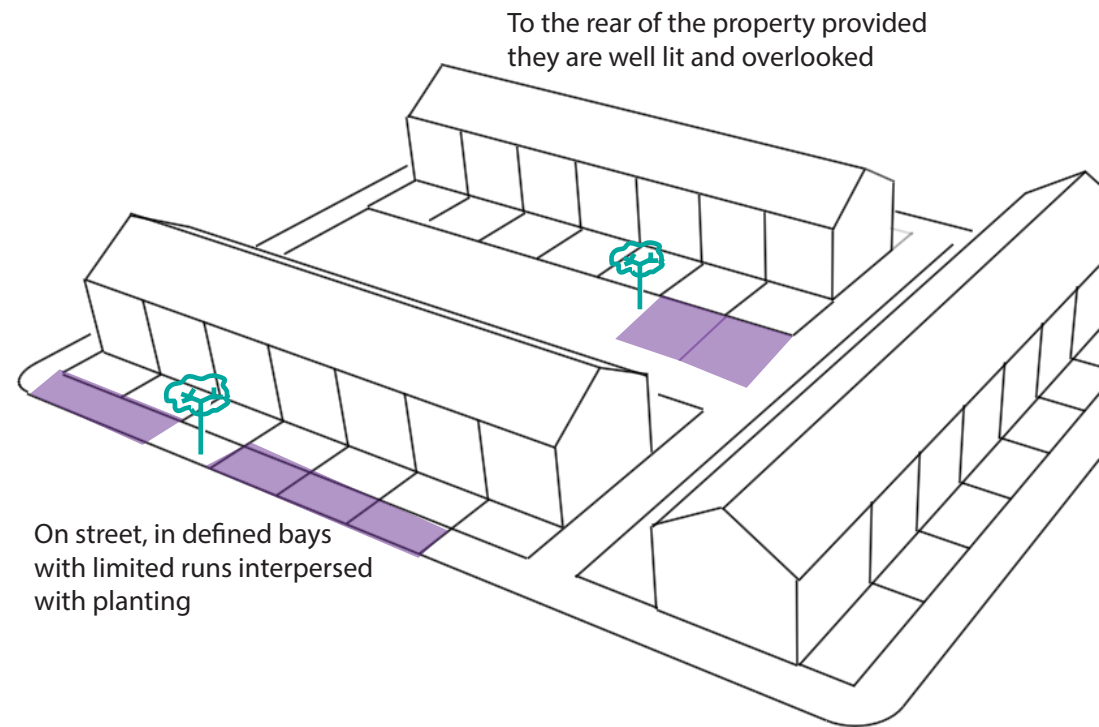 To the rear of the property provided
they are well lit and overlooked
On street, in defined bays
with limited runs interpersed
with planting